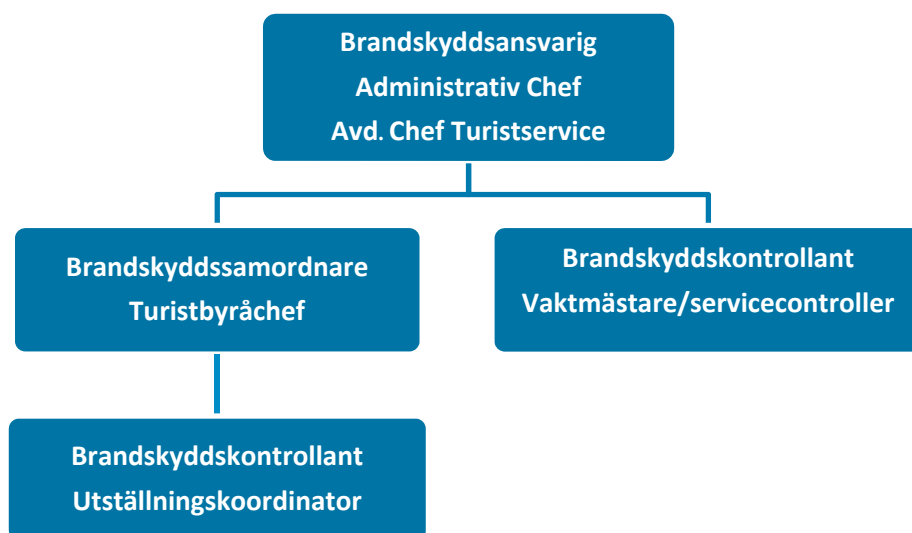 Brandskyddsansvarig
Administrativ Chef
Avd. Chef Turistservice
Brandskyddssamordnare
Turistbyråchef
Brandskyddskontrollant
Vaktmästare/servicecontroller
Brandskyddskontrollant
Utställningskoordinator